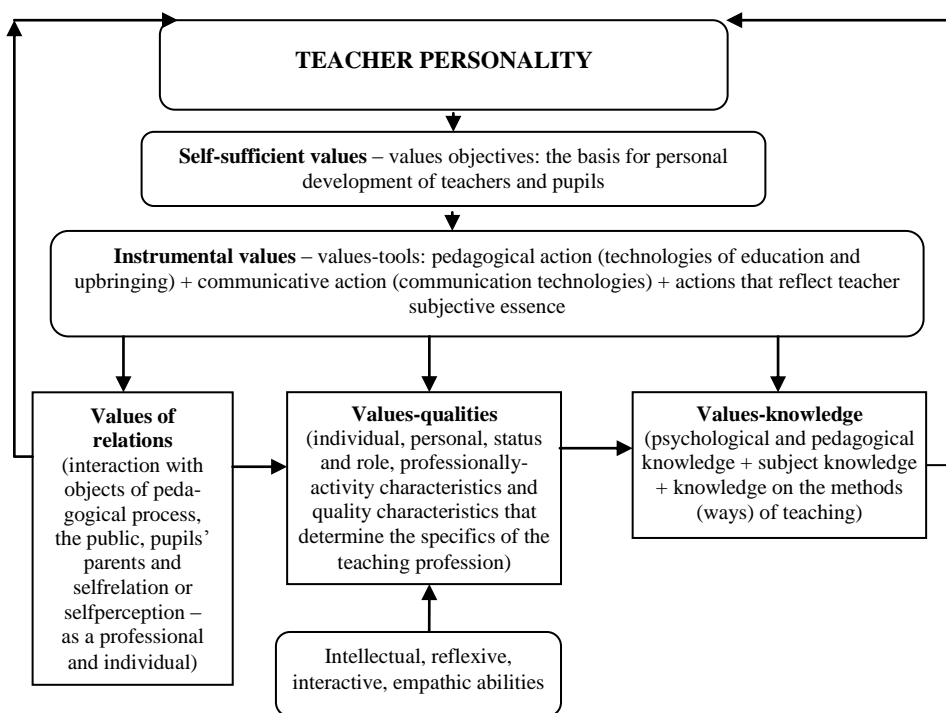 TEACHER PERSONALITY
Self-sufficient values – values objectives: the basis for personal
development of teachers and pupils
Instrumental values – values-tools: pedagogical action (technologies of education and
upbringing) + communicative action (communication technologies) + actions that reflect teacher
subjective essence
Values of
relations
(interaction with
objects of peda-
gogical process,
the public, pupils’
parents and
selfrelation or
selfperception –
as a professional
and individual)
Values-qualities
(individual, personal, status
and role, professionally-
activity characteristics and
quality characteristics that
determine the specifics of the
teaching profession)
Values-knowledge
(psychological and pedagogical
knowledge + subject knowledge
+ knowledge on the methods
(ways) of teaching)
Intellectual, reflexive,
interactive, empathic abilities